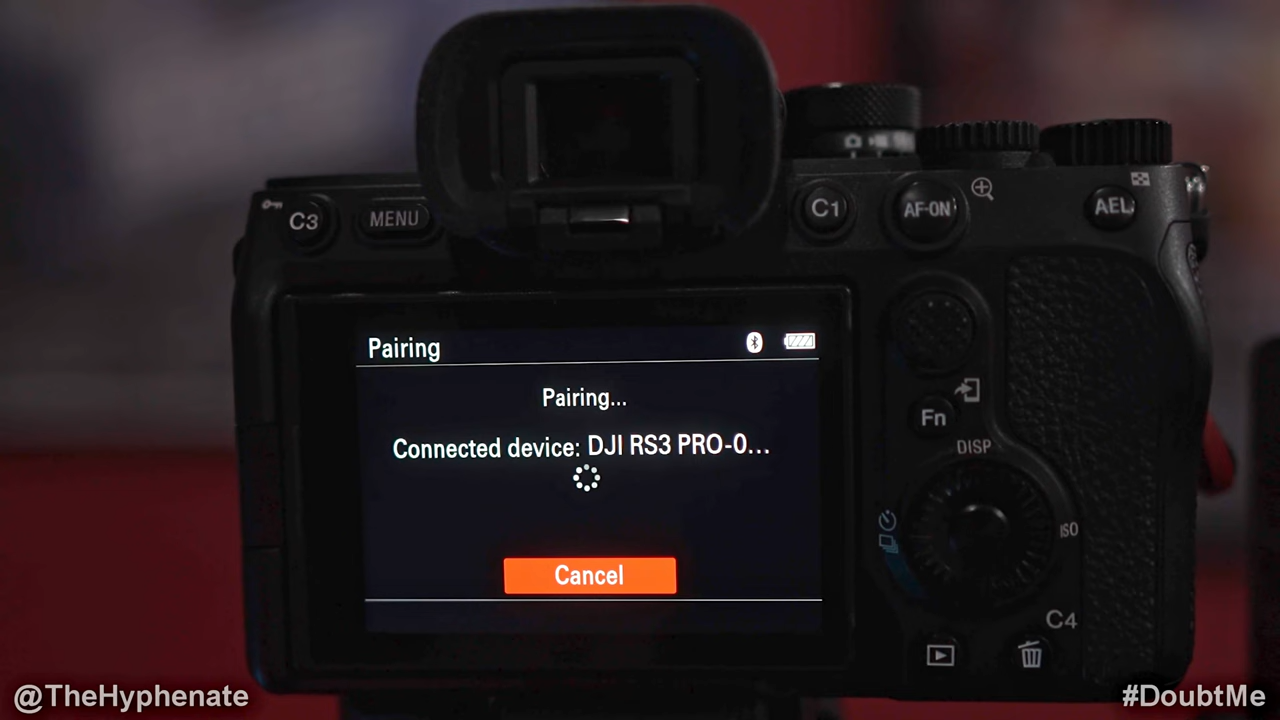 C3
MENU
C1
AF-ON
AEL
Pairing
Pairing...
Connected device: DJI RS3 PRO-0...
Cancel
Fn
DISP
ISO
C4
@TheHyphenate
#DoubtMe